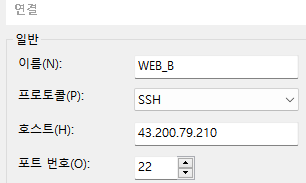 연결
일반
이름(N): WEB_B
프로토콜(P): SSH
호스트(H): 43.200.79.210
포트 번호(O): 22